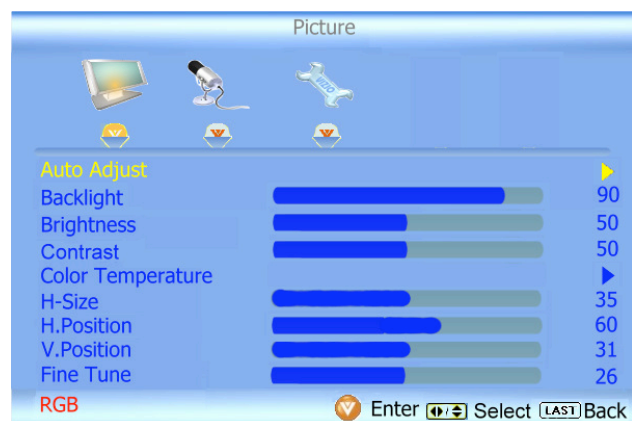 Picture
VIZIO
Auto Adjust
Backlight 90
Brightness 50
Contrast 50
Color Temperature
H-Size 35
H.Position 60
V.Position 31
Fine Tune 26
RGB
V Enter Select LAST Back